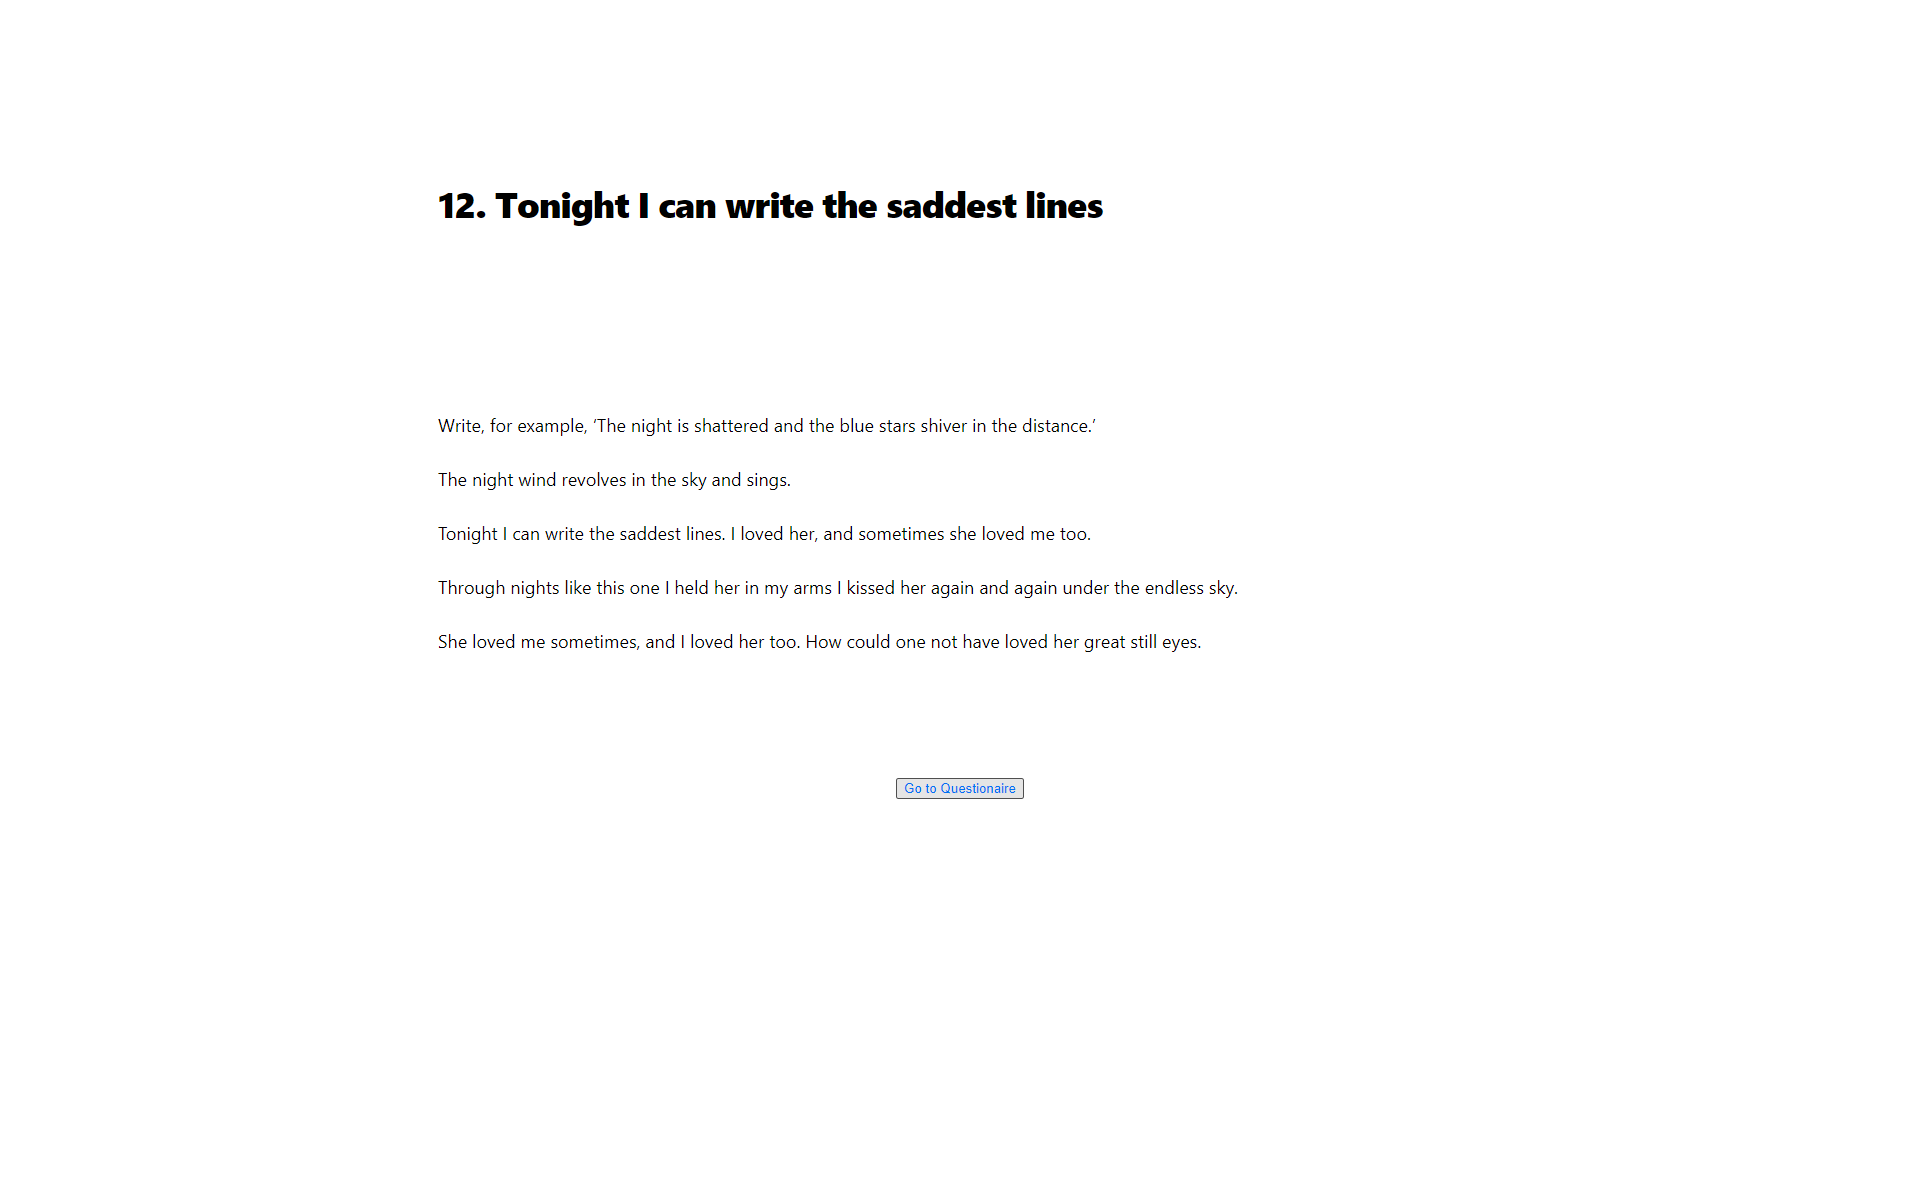 12. Tonight I can write the saddest lines
Write, for example, ‘The night is shattered and the blue stars shiver in the distance.’
The night wind revolves in the sky and sings.
Tonight I can write the saddest lines. I loved her, and sometimes she loved me too.
Through nights like this one I held her in my arms I kissed her again and again under the endless sky.
She loved me sometimes, and I loved her too. How could one not have loved her great still eyes.
Go to Questionaire